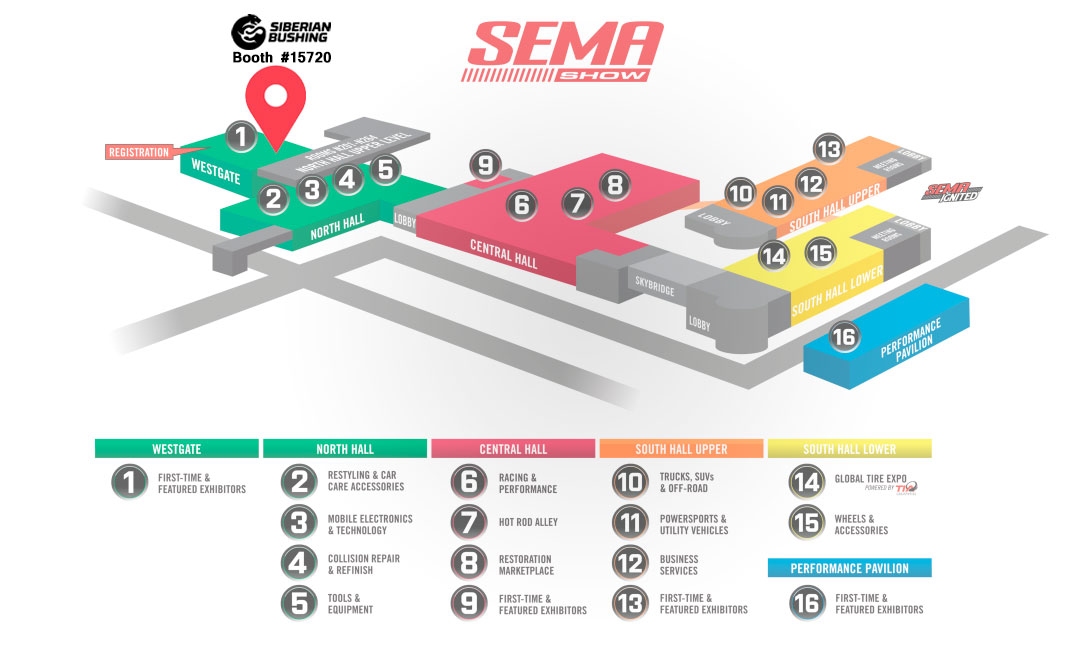 SIBERIAN
BUSHING
Booth #15720
SEMA
SHOW
1
REGISTRATION
WESTGATE
ROOMS N201-N264
NORTH HALL UPPER LEVEL
2
3
4
5
NORTH HALL
LOBBY
9
6
7
8
CENTRAL HALL
SKYBRIDGE
LOBBY
13
10
11
12
LOBBY
SOUTH HALL UPPER
MEETING
ROOMS
LOBBY
SEMA
IGNITED
14
15
SOUTH HALL LOWER
MEETING
ROOMS
LOBBY
16
PERFORMANCE
PAVILION
WESTGATE
1
FIRST-TIME &
FEATURED EXHIBITORS
NORTH HALL
2
RESTYLING & CAR
CARE ACCESSORIES
3
MOBILE ELECTRONICS
& TECHNOLOGY
4
COLLISION REPAIR
& REFINISH
5
TOOLS &
EQUIPMENT
CENTRAL HALL
6
RACING &
PERFORMANCE
7
HOT ROD ALLEY
8
RESTORATION
MARKETPLACE
9
FIRST-TIME &
FEATURED EXHIBITORS
SOUTH HALL UPPER
10
TRUCKS, SUVs
& OFF-ROAD
11
POWERSPORTS &
UTILITY VEHICLES
12
BUSINESS
SERVICES
13
FIRST-TIME &
FEATURED EXHIBITORS
SOUTH HALL LOWER
14
GLOBAL TIRE EXPO
POWERED BY
15
WHEELS &
ACCESSORIES
PERFORMANCE PAVILION
16
FIRST-TIME &
FEATURED EXHIBITORS